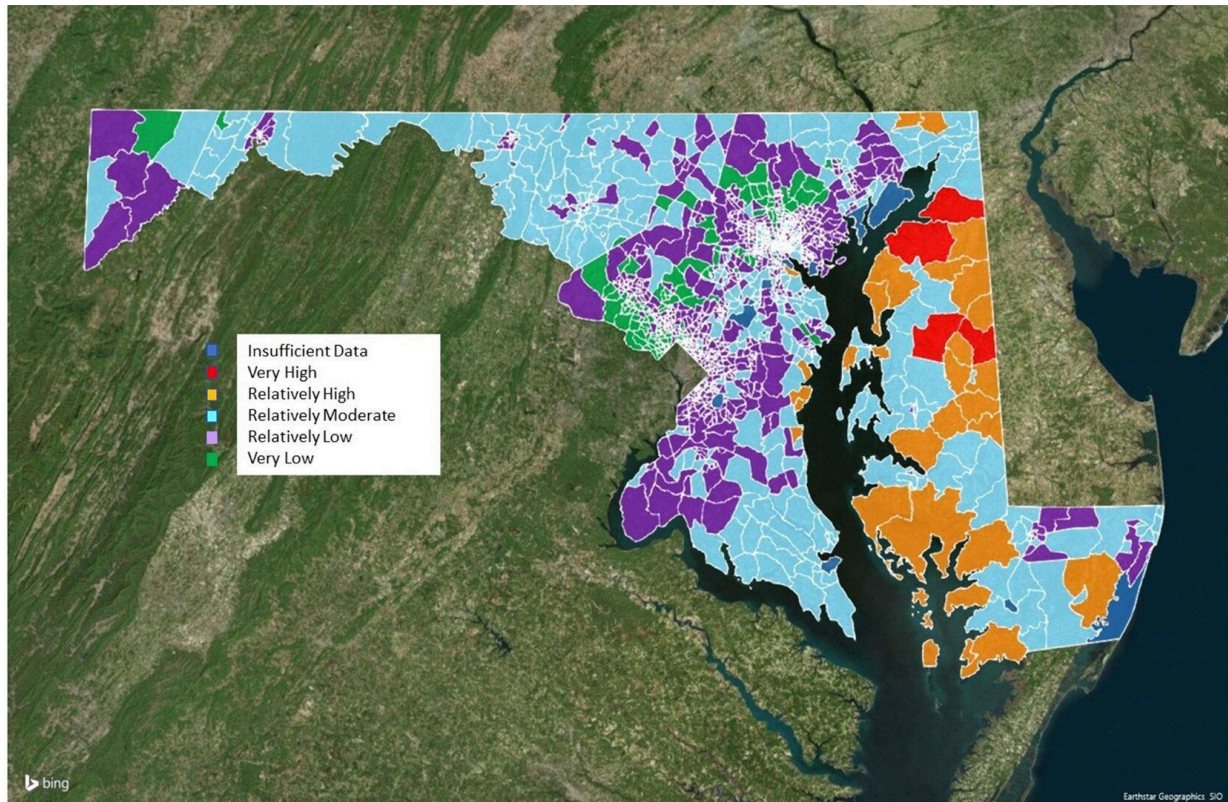 Insufficient Data
Very High
Relatively High
Relatively Moderate
Relatively Low
Very Low
bing
Earthstar Geographics SIO